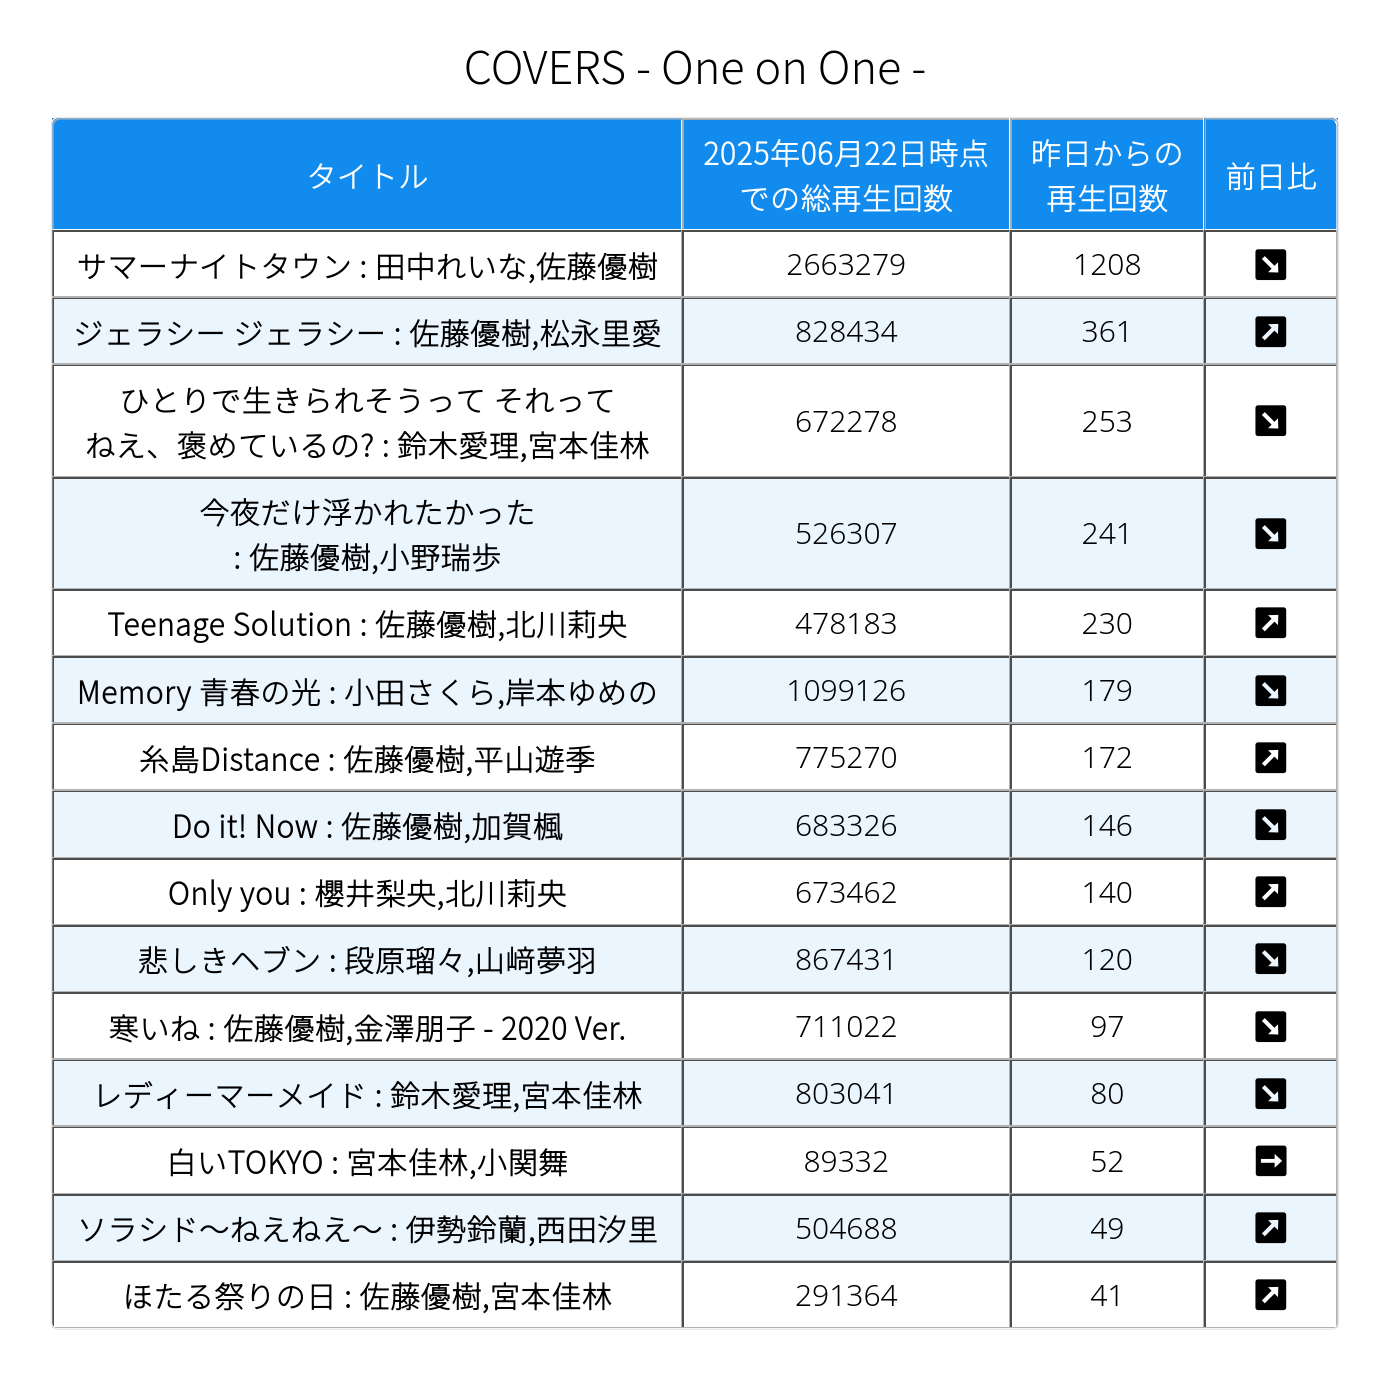 COVERS - One on One -
タイトル
2025年06月22日時点
での総再生回数
昨日からの
再生回数
前日比
サマーナイトタウン : 田中れいな,佐藤優樹 2663279 1208 ↘
ジェラシー ジェラシー : 佐藤優樹,松永里愛 828434 361 ↗
ひとりで生きられそうって それって
ねえ、褒めているの? : 鈴木愛理,宮本佳林 672278 253 ↘
今夜だけ浮かれたかった
: 佐藤優樹,小野瑞歩 526307 241 ↘
Teenage Solution : 佐藤優樹,北川莉央 478183 230 ↗
Memory 青春の光 : 小田さくら,岸本ゆめの 1099126 179 ↘
糸島Distance : 佐藤優樹,平山遊季 775270 172 ↗
Do it! Now : 佐藤優樹,加賀楓 683326 146 ↘
Only you : 櫻井梨央,北川莉央 673462 140 ↗
悲しきヘブン : 段原瑠々,山﨑夢羽 867431 120 ↘
寒いね : 佐藤優樹,金澤朋子 - 2020 Ver. 711022 97 ↘
レディーマーメイド : 鈴木愛理,宮本佳林 803041 80 ↘
白いTOKYO : 宮本佳林,小関舞 89332 52 →
ソラシド～ねえねえ～ : 伊勢鈴蘭,西田汐里 504688 49 ↗
ほたる祭りの日 : 佐藤優樹,宮本佳林 291364 41 ↗